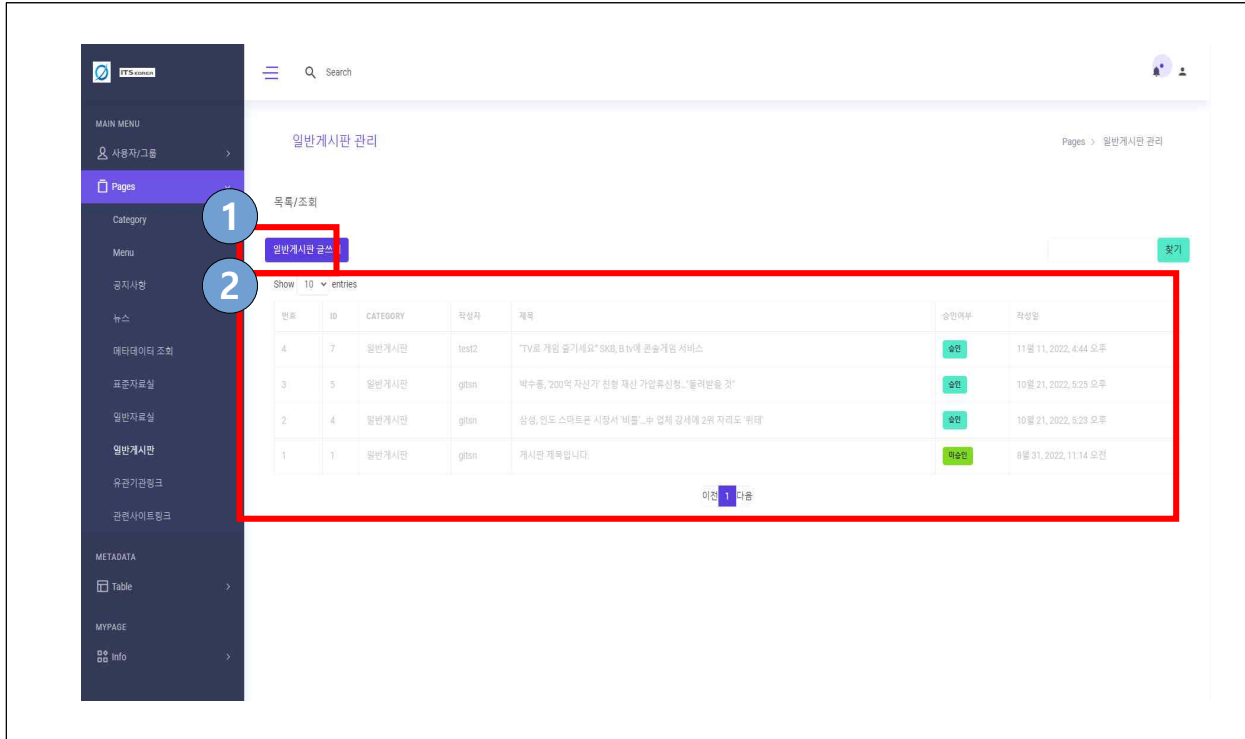 ITS KOREA
Search
MAIN MENU
사용자/그룹
Pages
Category
Menu
공지사항
뉴스
메타데이터 조회
표준자료실
일반자료실
일반게시판
유관기관링크
관련사이트링크
METADATA
Table
MYPAGE
Info
일반게시판 관리
Pages > 일반게시판 관리
목록/조회
1
일반게시판 글쓰기
찾기
2
Show 10 entries
번호 ID CATEGORY 작성자 제목 승인여부 작성일
4 7 일반게시판 test2 "TV로 게임 즐기세요" SKB, B tv에 콘솔게임 서비스 승인 11월 11, 2022, 4:44 오후
3 5 일반게시판 gitsn 박수홍, '200억 자산가' 친형 재산 가압류신청…"돌려받을 것" 승인 10월 21, 2022, 5:25 오후
2 4 일반게시판 gitsn 삼성, 인도 스마트폰 시장서 '비틀'…中 업체 강세에 2위 자리도 '위태' 승인 10월 21, 2022, 5:23 오후
1 1 일반게시판 gitsn 게시판 제목입니다. 미승인 8월 31, 2022, 11:14 오전
이전 1 다음